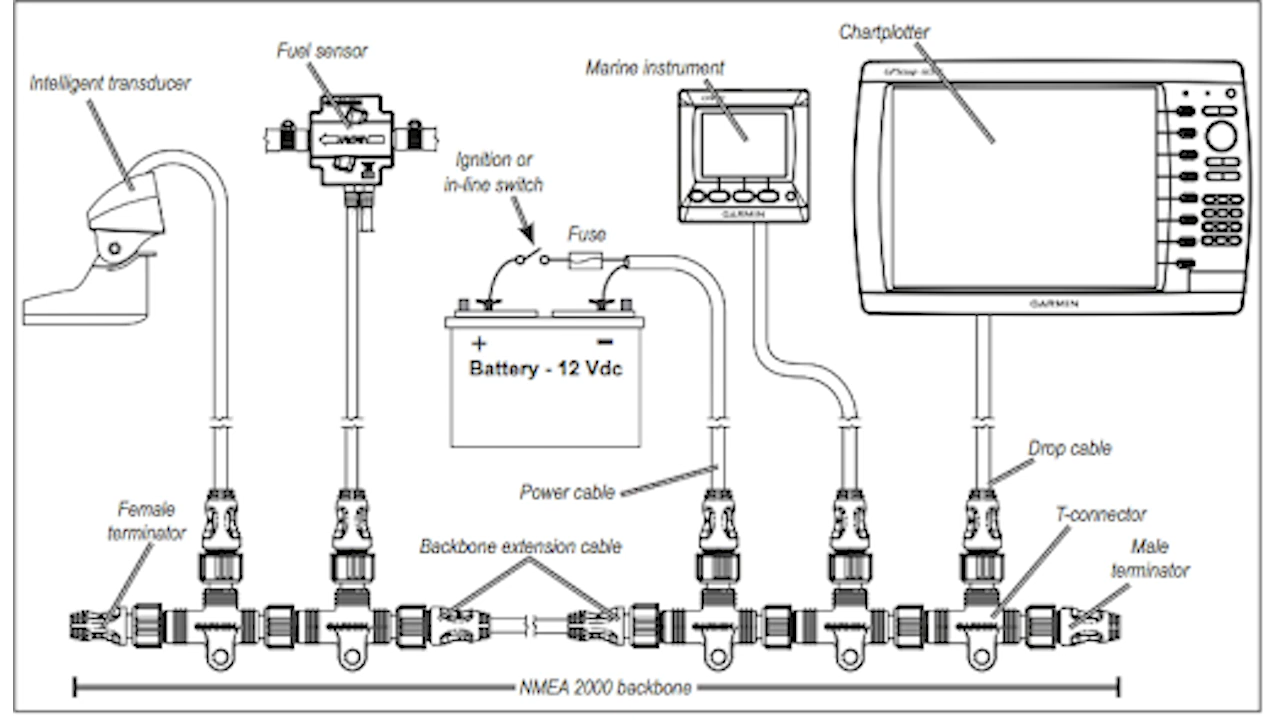 Chartplotter
Fuel sensor
Marine instrument
Intelligent transducer
Ignition or
in-line switch
Fuse
GARMIN
GARMIN
+
−
Battery - 12 Vdc
Drop cable
Power cable
Female
terminator
T-connector
Backbone extension cable
Male
terminator
NMEA 2000 backbone